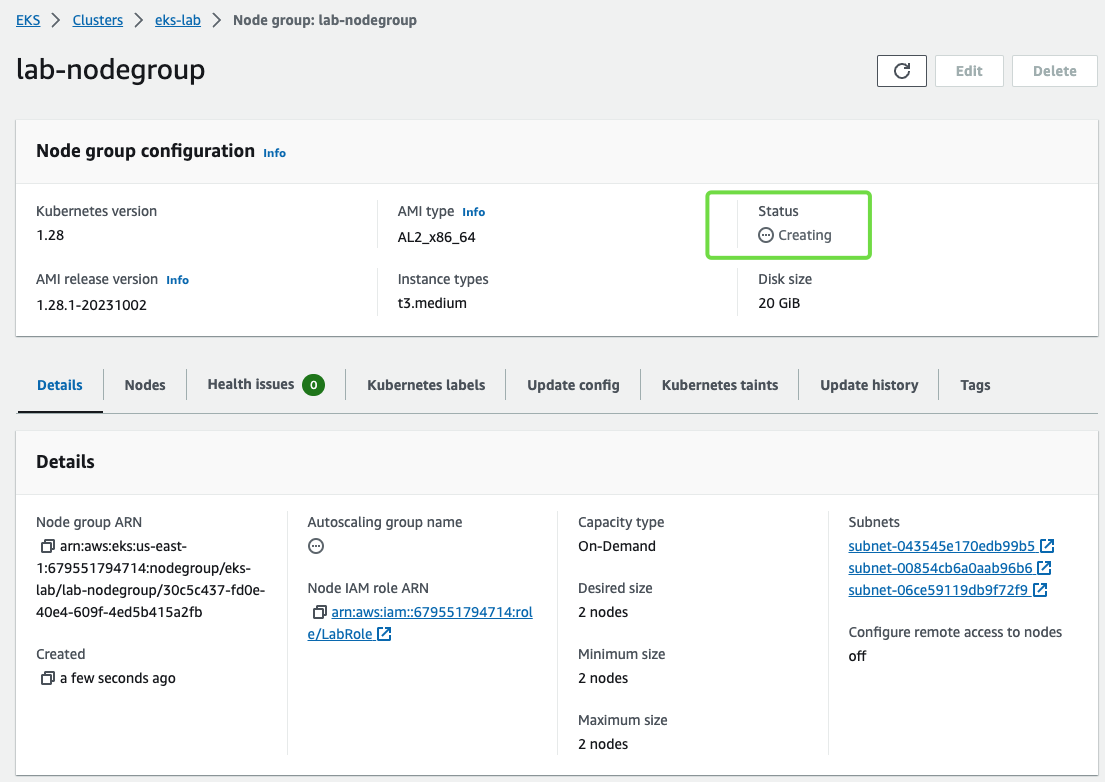 EKS > Clusters > eks-lab > Node group: lab-nodegroup
lab-nodegroup
Edit
Delete
Node group configuration Info
Kubernetes version
1.28
AMI type Info
AL2_x86_64
Status
Creating
AMI release version Info
1.28.1-20231002
Instance types
t3.medium
Disk size
20 GiB
Details
Nodes
Health issues 0
Kubernetes labels
Update config
Kubernetes taints
Update history
Tags
Details
Node group ARN
arn:aws:eks:us-east-
1:679551794714:nodegroup/eks-
lab/lab-nodegroup/30c5c437-fd0e-
40e4-609f-4ed5b415a2fb
Created
a few seconds ago
Autoscaling group name
Node IAM role ARN
arn:aws:iam::679551794714:rol
e/LabRole
Capacity type
On-Demand
Desired size
2 nodes
Minimum size
2 nodes
Maximum size
2 nodes
Subnets
subnet-043545e170edb99b5
subnet-00854cb6a0aab96b6
subnet-06ce59119db9f72f9
Configure remote access to nodes
off